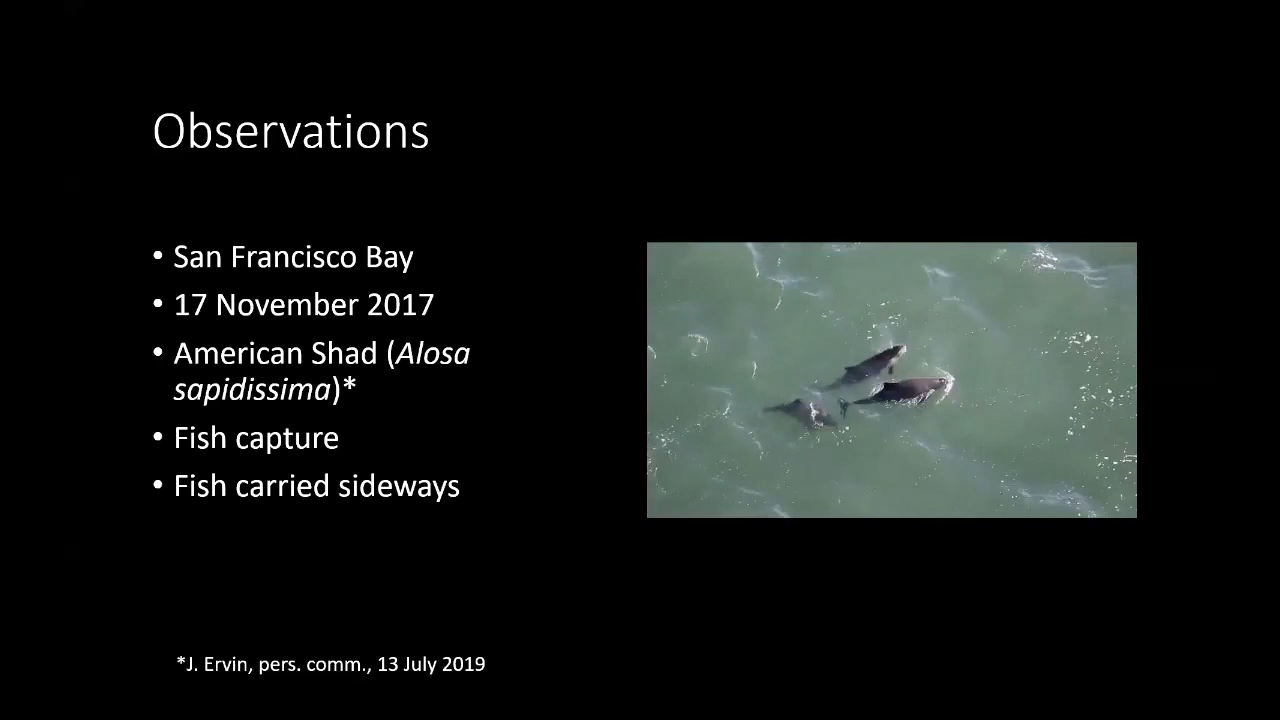 Observations
• San Francisco Bay
• 17 November 2017
• American Shad (Alosa
sapidissima)*
• Fish capture
• Fish carried sideways
*J. Ervin, pers. comm., 13 July 2019